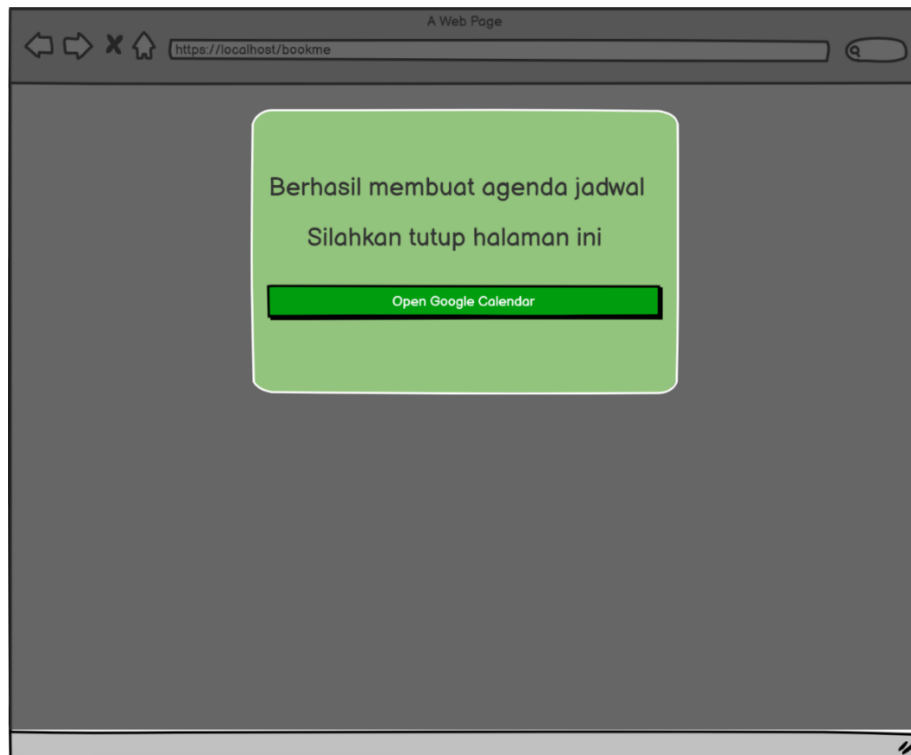 A Web Page
https://localhost/bookme
Berhasil membuat agenda jadwal
Silahkan tutup halaman ini
Open Google Calendar